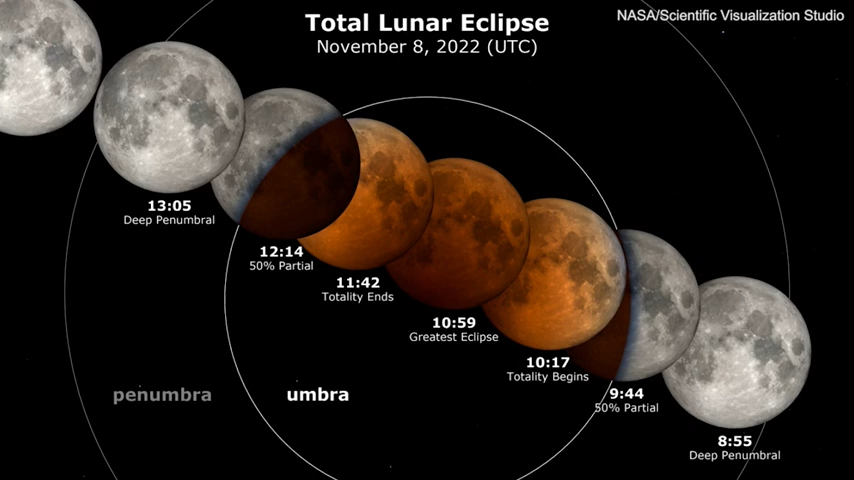 NASA/Scientific Visualization Studio
Total Lunar Eclipse
November 8, 2022 (UTC)
13:05
Deep Penumbral
12:14
50% Partial
11:42
Totality Ends
10:59
Greatest Eclipse
10:17
Totality Begins
9:44
50% Partial
8:55
Deep Penumbral
penumbra
umbra